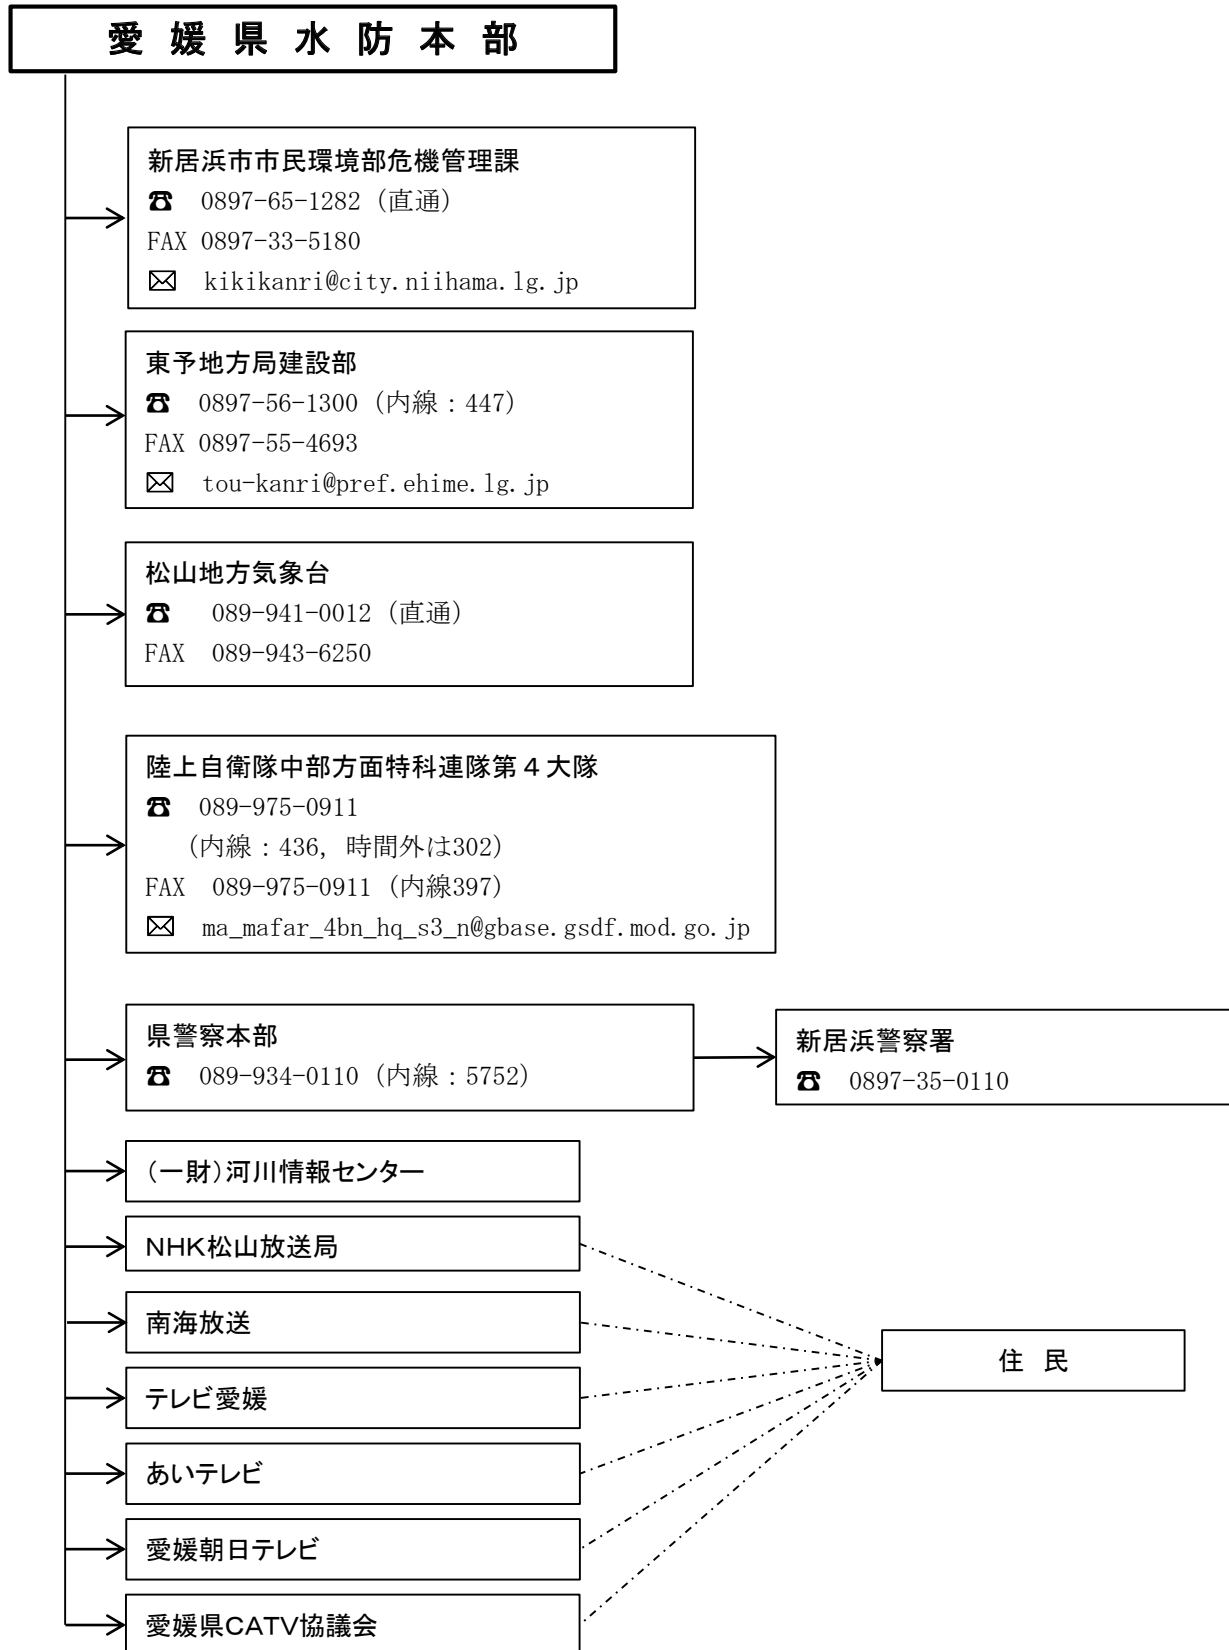 愛媛県水防本部
新居浜市市民環境部危機管理課
☎ 0897-65-1282（直通）
FAX 0897-33-5180
✉ kikikanri@city.niihama.lg.jp
東予地方局建設部
☎ 0897-56-1300（内線：447）
FAX 0897-55-4693
✉ tou-kanri@pref.ehime.lg.jp
松山地方気象台
☎ 089-941-0012（直通）
FAX 089-943-6250
陸上自衛隊中部方面特科連隊第４大隊
☎ 089-975-0911
（内線：436，時間外は302）
FAX 089-975-0911（内線397）
✉ ma_mafar_4bn_hq_s3_n@gbase.gsdf.mod.go.jp
県警察本部
☎ 089-934-0110（内線：5752）
新居浜警察署
☎ 0897-35-0110
（一財）河川情報センター
NHK松山放送局
南海放送
テレビ愛媛
あいテレビ
愛媛朝日テレビ
愛媛県CATV協議会
住　民